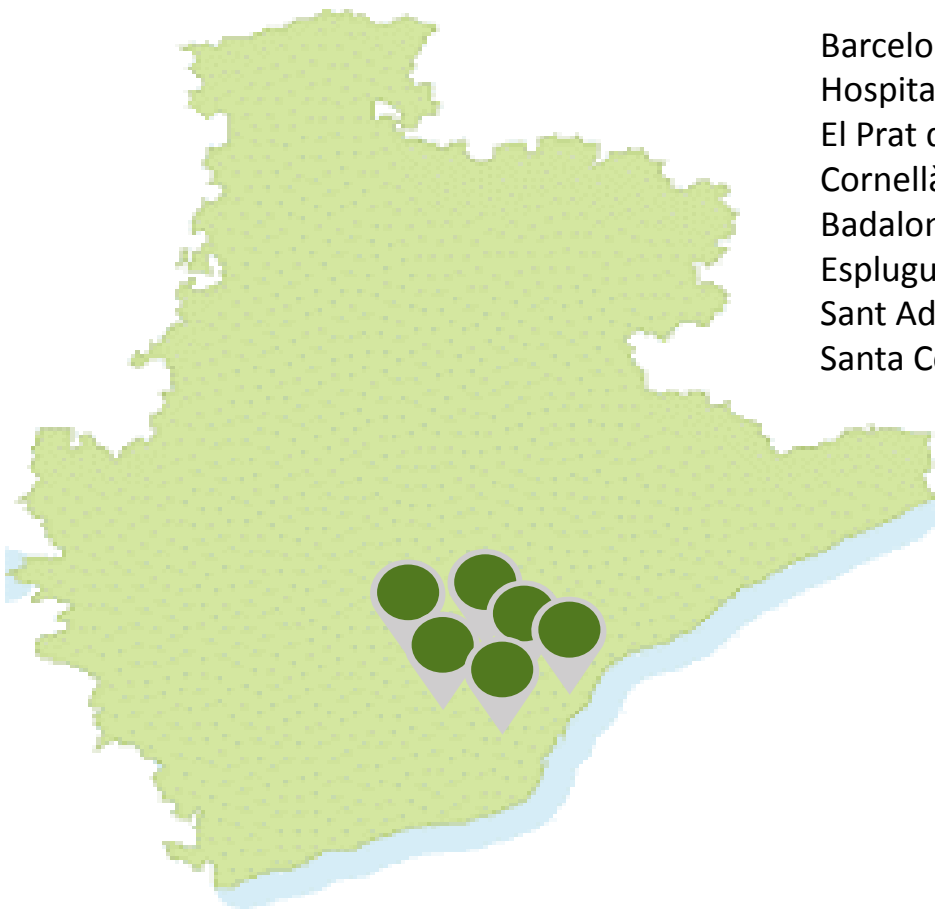 Barcelo
Hospita
El Prat d
Cornellà
Badalon
Esplugu
Sant Ad
Santa Co